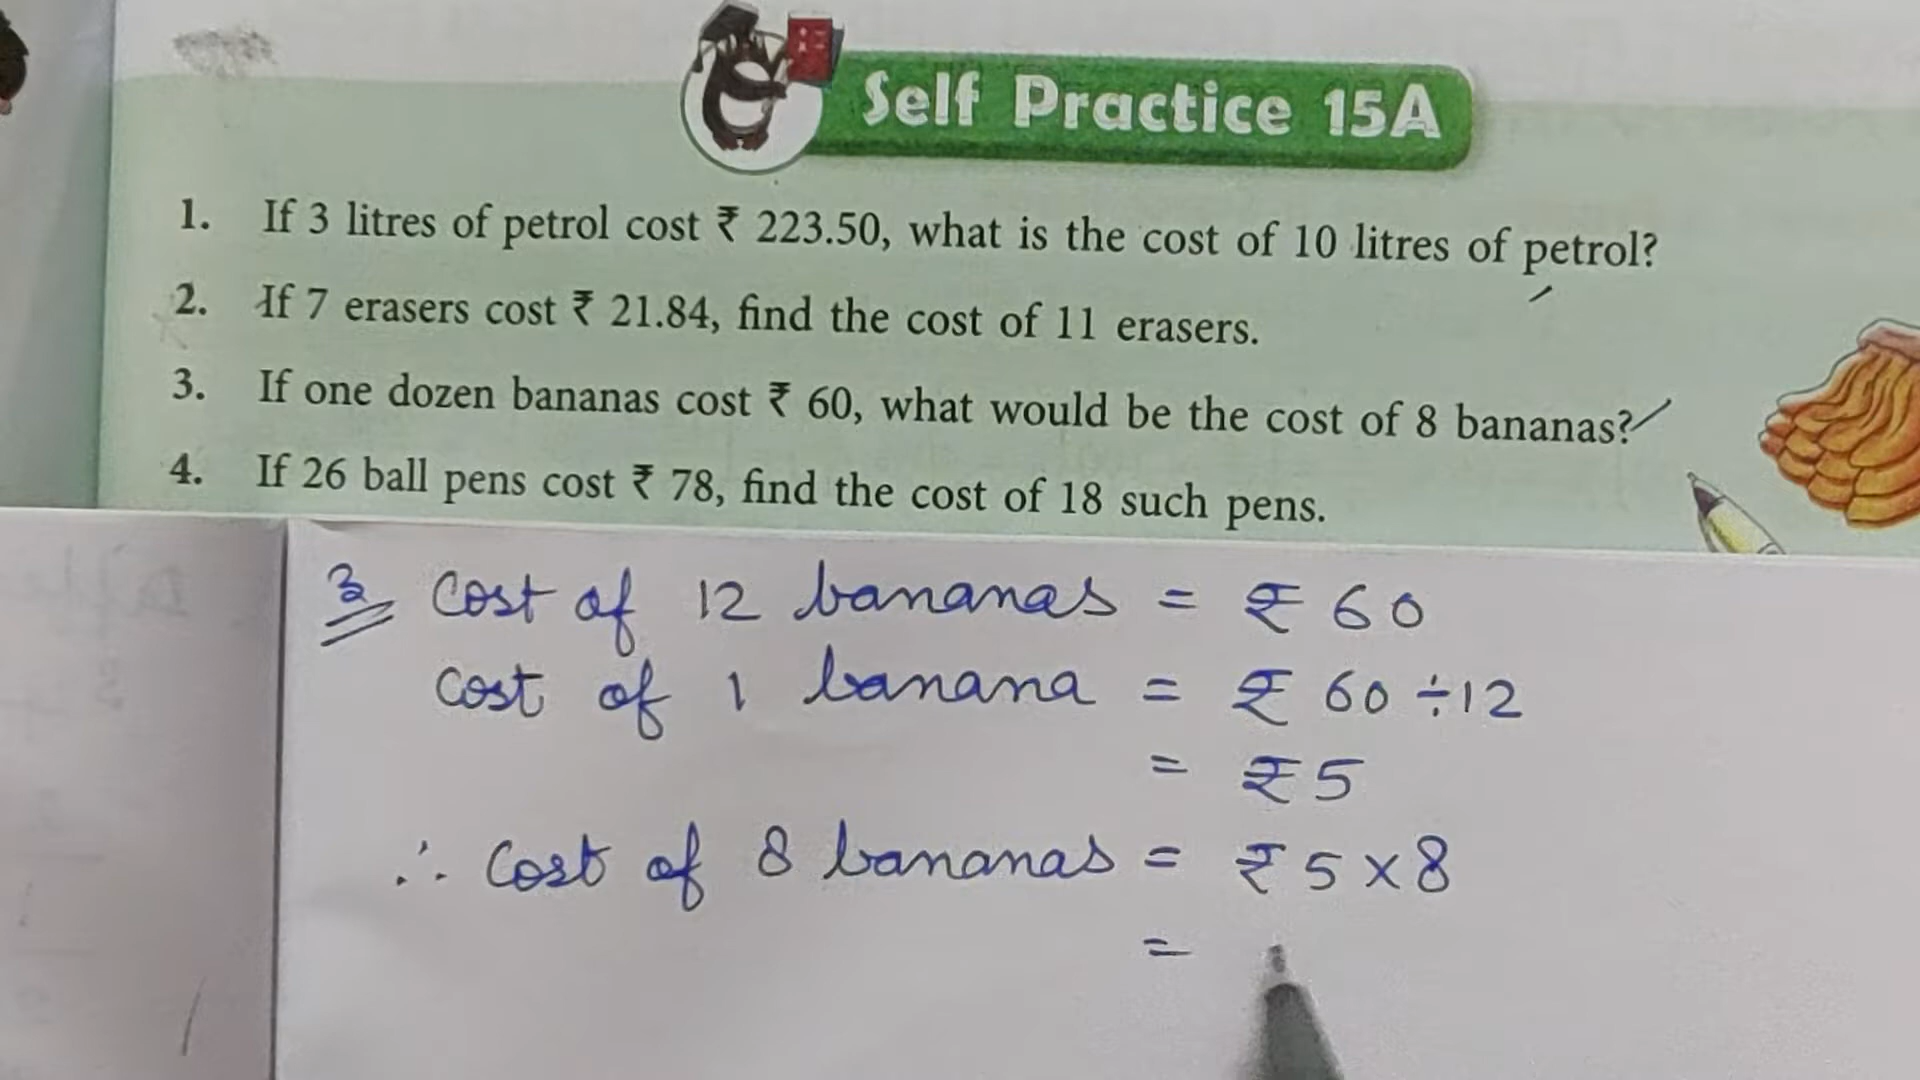 Self Practice 15A
1. If 3 litres of petrol cost ₹ 223.50, what is the cost of 10 litres of petrol?
2. If 7 erasers cost ₹ 21.84, find the cost of 11 erasers.
3. If one dozen bananas cost ₹ 60, what would be the cost of 8 bananas?
4. If 26 ball pens cost ₹ 78, find the cost of 18 such pens.
3 Cost of 12 bananas = ₹ 60
Cost of 1 banana = ₹ 60 ÷ 12
= ₹ 5
∴ Cost of 8 bananas = ₹ 5 × 8
=